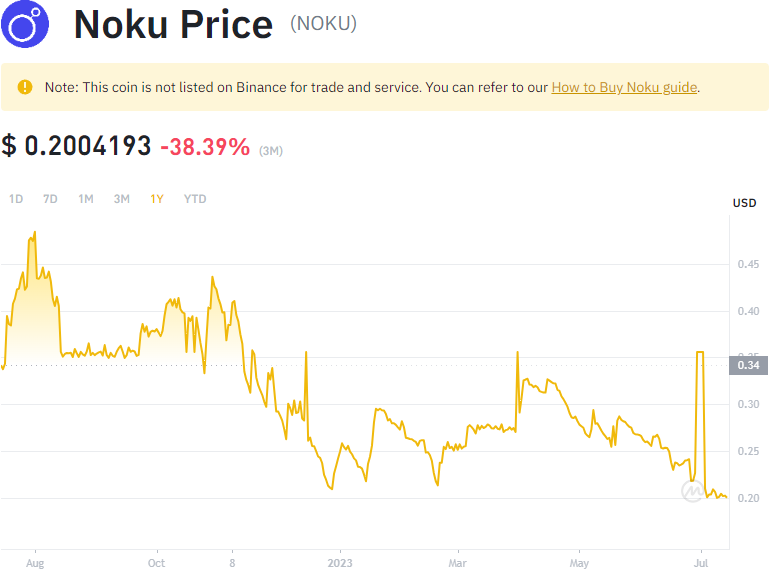 Noku Price (NOKU)
Note: This coin is not listed on Binance for trade and service. You can refer to our How to Buy Noku guide.
$ 0.2004193 -38.39% (3M)
1D 7D 1M 3M 1Y YTD
USD
0.45
0.40
0.35
0.34
0.30
0.25
0.20
Aug Oct 8 2023 Mar May Jul